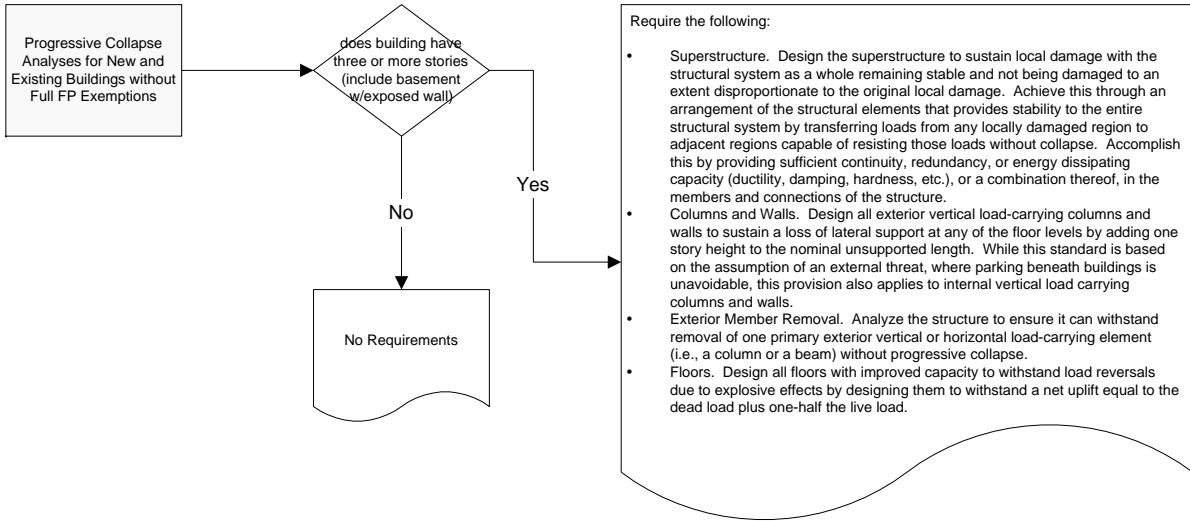 Progressive Collapse
Analyses for New and
Existing Buildings without
Full FP Exemptions
does building have
three or more stories
(include basement
w/exposed wall)
No
Yes
No Requirements
Require the following:
• Superstructure. Design the superstructure to sustain local damage with the
structural system as a whole remaining stable and not being damaged to an
extent disproportionate to the original local damage. Achieve this through an
arrangement of the structural elements that provides stability to the entire
structural system by transferring loads from any locally damaged region to
adjacent regions capable of resisting those loads without collapse. Accomplish
this by providing sufficient continuity, redundancy, or energy dissipating
capacity (ductility, damping, hardness, etc.), or a combination thereof, in the
members and connections of the structure.
• Columns and Walls. Design all exterior vertical load-carrying columns and
walls to sustain a loss of lateral support at any of the floor levels by adding one
story height to the nominal unsupported length. While this standard is based
on the assumption of an external threat, where parking beneath buildings is
unavoidable, this provision also applies to internal vertical load carrying
columns and walls.
• Exterior Member Removal. Analyze the structure to ensure it can withstand
removal of one primary exterior vertical or horizontal load-carrying element
(i.e., a column or a beam) without progressive collapse.
• Floors. Design all floors with improved capacity to withstand load reversals
due to explosive effects by designing them to withstand a net uplift equal to the
dead load plus one-half the live load.